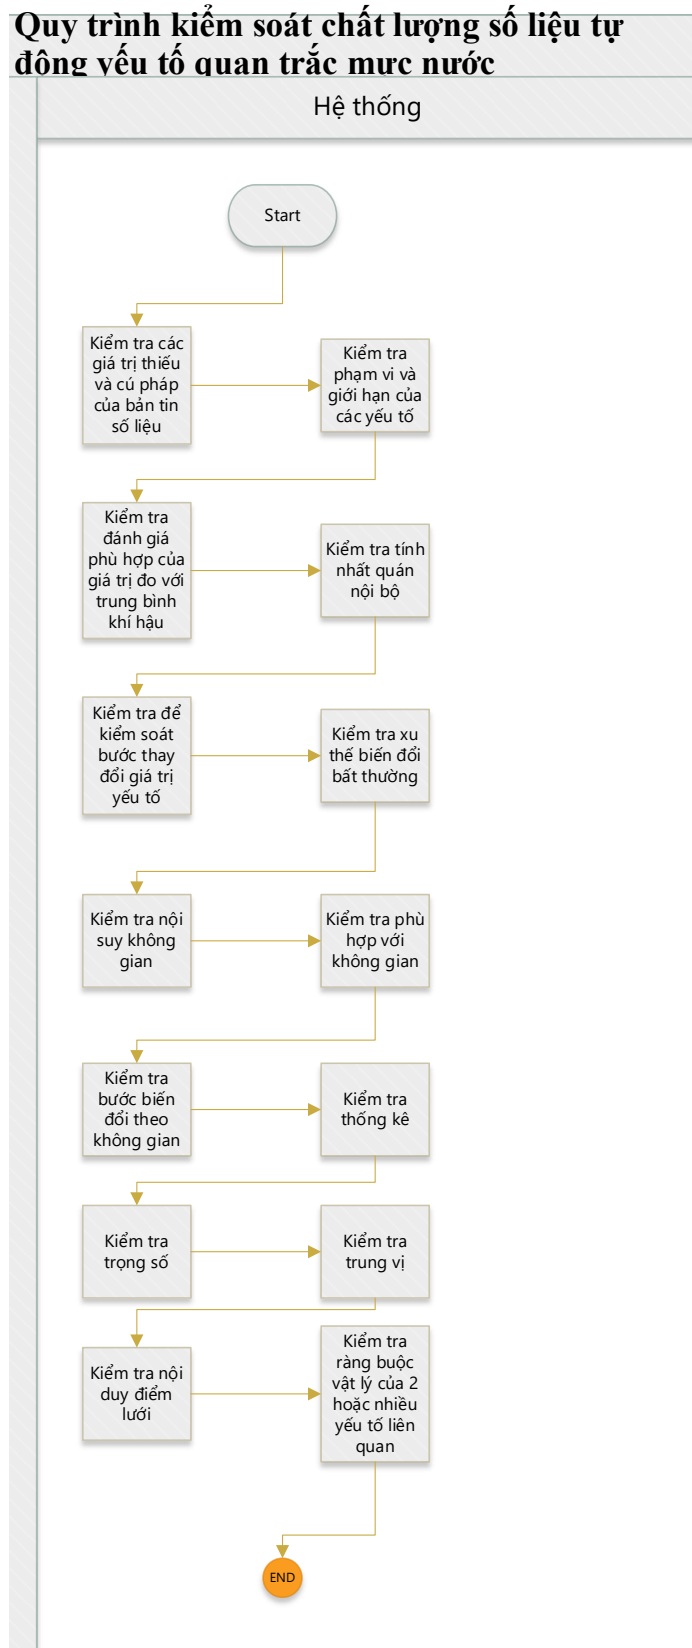 Quy trình kiểm soát chất lượng số liệu tự
động yếu tố quan trắc mực nước
Hệ thống
Start
Kiểm tra các
giá trị thiếu
và cú pháp
của bản tin
số liệu
Kiểm tra
phạm vi và
giới hạn của
các yếu tố
Kiểm tra
đánh giá
phù hợp của
giá trị đo với
trung bình
khí hậu
Kiểm tra tính
nhất quán
nội bộ
Kiểm tra để
kiểm soát
bước thay
đổi giá trị
yếu tố
Kiểm tra xu
thế biến đổi
bất thường
Kiểm tra nội
suy không
gian
Kiểm tra phù
hợp với
không gian
Kiểm tra
bước biến
đổi theo
không gian
Kiểm tra
thống kê
Kiểm tra
trọng số
Kiểm tra
trung vị
Kiểm tra nội
duy điểm
lưới
Kiểm tra
ràng buộc
vật lý của 2
hoặc nhiều
yếu tố liên
quan
END